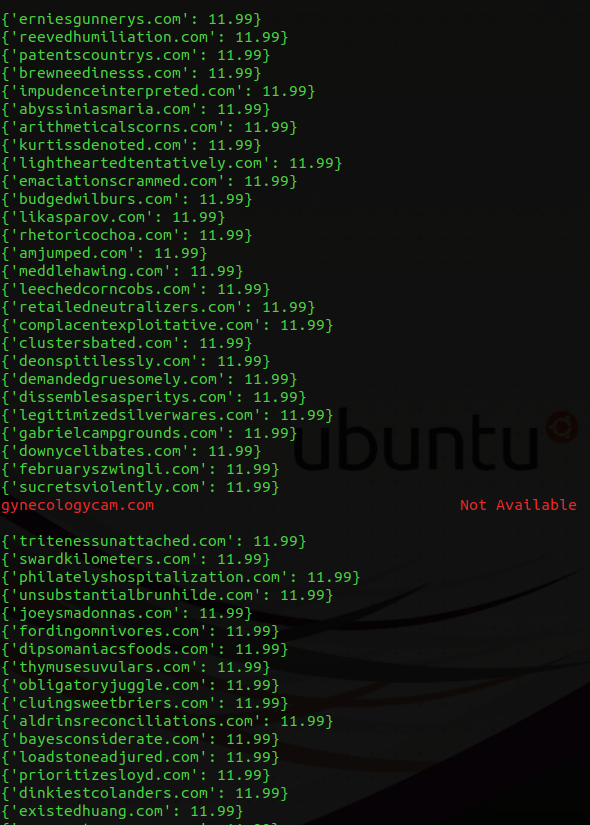 {'erniesgunnerys.com': 11.99}
{'reevedhumiliation.com': 11.99}
{'patentscountrys.com': 11.99}
{'brewneedinesss.com': 11.99}
{'impudenceinterpreted.com': 11.99}
{'abyssiniasmaria.com': 11.99}
{'arithmeticalscorns.com': 11.99}
{'kurtissdenoted.com': 11.99}
{'lightheartedtentatively.com': 11.99}
{'emaciationscrammed.com': 11.99}
{'budgedwilburs.com': 11.99}
{'likasparov.com': 11.99}
{'rhetoricochoa.com': 11.99}
{'amjumped.com': 11.99}
{'meddlehawing.com': 11.99}
{'leechedcorncobs.com': 11.99}
{'retailedneutralizers.com': 11.99}
{'complacentexploitative.com': 11.99}
{'clustersbated.com': 11.99}
{'deonspitilessly.com': 11.99}
{'demandedgruesomely.com': 11.99}
{'dissemblesasperitys.com': 11.99}
{'legitimizedsilverwares.com': 11.99}
{'gabrielcampgrounds.com': 11.99}
{'downycelibates.com': 11.99}
ubuntu
{'februaryszwingli.com': 11.99}
{'sucretsviolently.com': 11.99}
gynecologycam.com Not Available
{'tritenessunattached.com': 11.99}
{'swardkilometers.com': 11.99}
{'philatelyshospitalization.com': 11.99}
{'unsubstantialbrunhilde.com': 11.99}
{'joeysmadonnas.com': 11.99}
{'fordingomnivores.com': 11.99}
{'dipsomaniacsfoods.com': 11.99}
{'thymusesuvulars.com': 11.99}
{'obligatoryjuggle.com': 11.99}
{'cluingsweetbriers.com': 11.99}
{'aldrinsreconciliations.com': 11.99}
{'bayesconsiderate.com': 11.99}
{'loadstoneadjured.com': 11.99}
{'prioritizesloyd.com': 11.99}
{'dinkiestcolanders.com': 11.99}
{'existedhuang.com': 11.99}